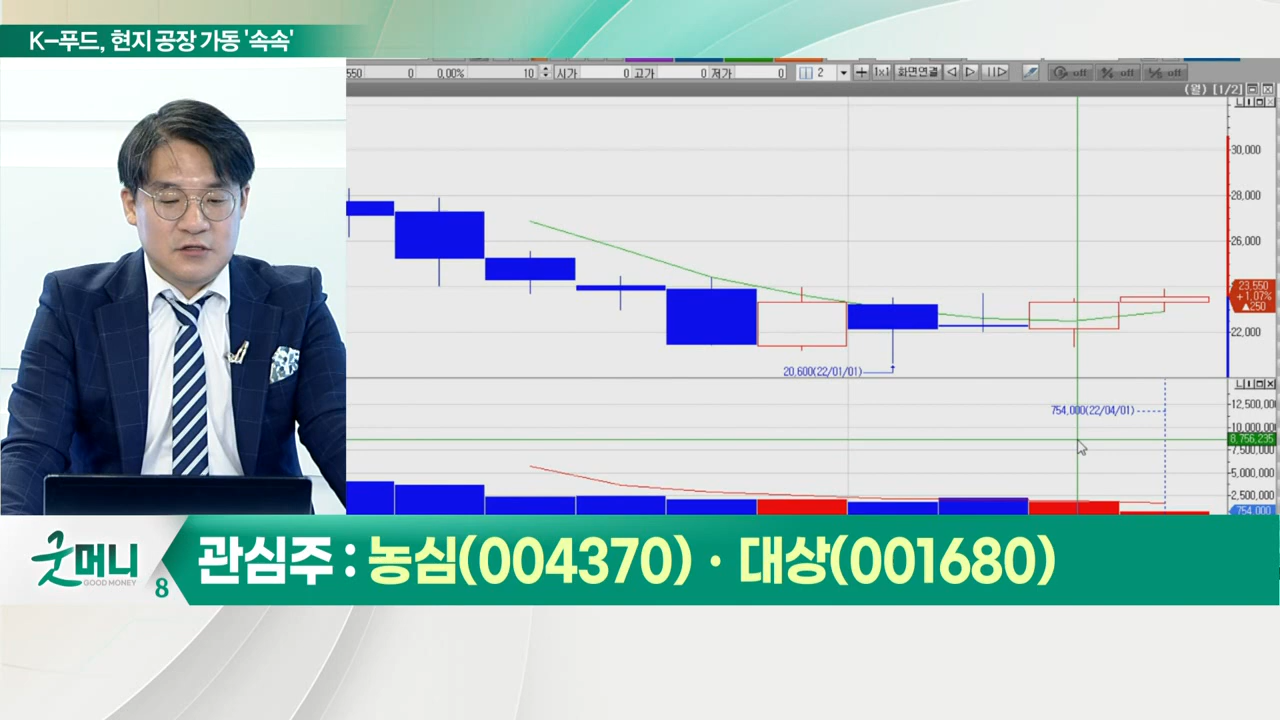 K-푸드, 현지 공장 가동 '속속'
550 0 0.00% 10 시가 0 고가 0 저가 0 2 1x1 화면연결 off off off
(월) [1/2]
30,000
28,000
26,000
23,550
+1.07%
▲250
22,000
20,600(22/01/01)
754,000(22/04/01)
12,500,000
10,000,000
8,756,235
7,500,000
5,000,000
2,500,000
754,000
굿머니
GOOD MONEY
8
관심주 : 농심(004370) · 대상(001680)